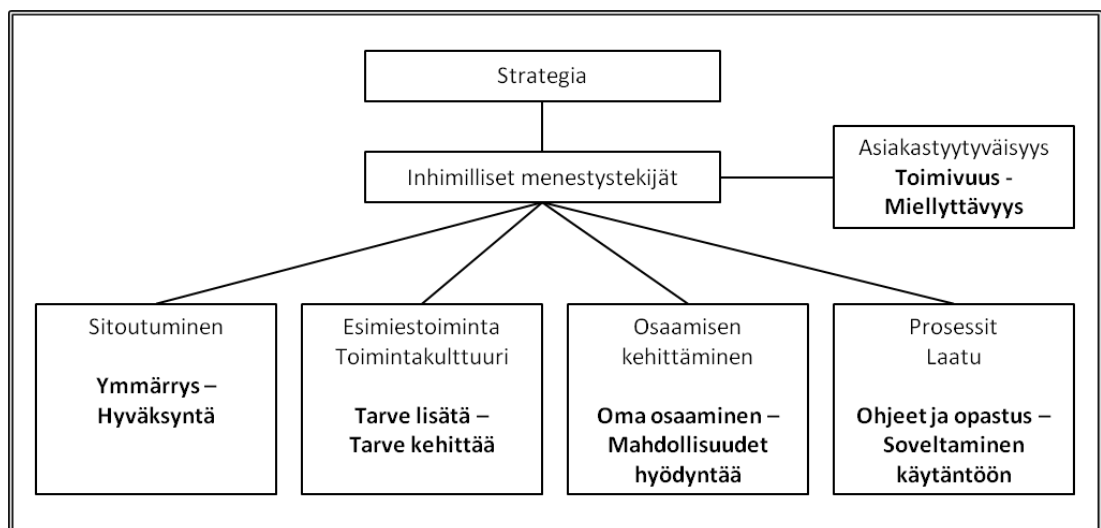 Strategia
Inhimilliset menestystekijät
Asiakastyytyväisyys
Toimivuus -
Miellyttävyys
Sitoutuminen
Ymmärrys –
Hyväksyntä
Esimiestoiminta
Toimintakulttuuri
Tarve lisätä –
Tarve kehittää
Osaamisen
kehittäminen
Oma osaaminen –
Mahdollisuudet
hyödyntää
Prosessit
Laatu
Ohjeet ja opastus –
Soveltaminen
käytäntöön